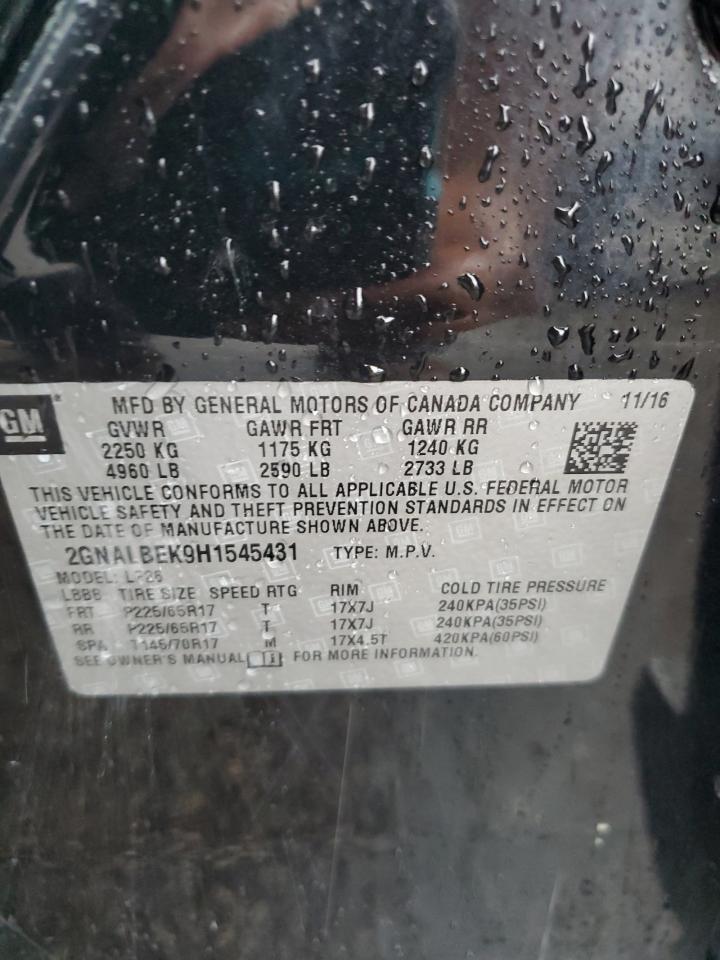 GM
MFD BY GENERAL MOTORS OF CANADA COMPANY 11/16
GVWR GAWR FRT GAWR RR
2250 KG 1175 KG 1240 KG
4960 LB 2590 LB 2733 LB
THIS VEHICLE CONFORMS TO ALL APPLICABLE U.S. FEDERAL MOTOR
VEHICLE SAFETY AND THEFT PREVENTION STANDARDS IN EFFECT ON
THE DATE OF MANUFACTURE SHOWN ABOVE.
2GNALBEK9H1545431 TYPE: M.P.V.
MODEL:
TIRE SIZE SPEED RTG RIM COLD TIRE PRESSURE
FRT P225/65R17 T 17X7J 240KPA(35PSI)
RR P225/65R17 T 17X7J 240KPA(35PSI)
SPA T145/70R17 M 17X4.5T 420KPA(60PSI)
SEE OWNER'S MANUAL FOR MORE INFORMATION.